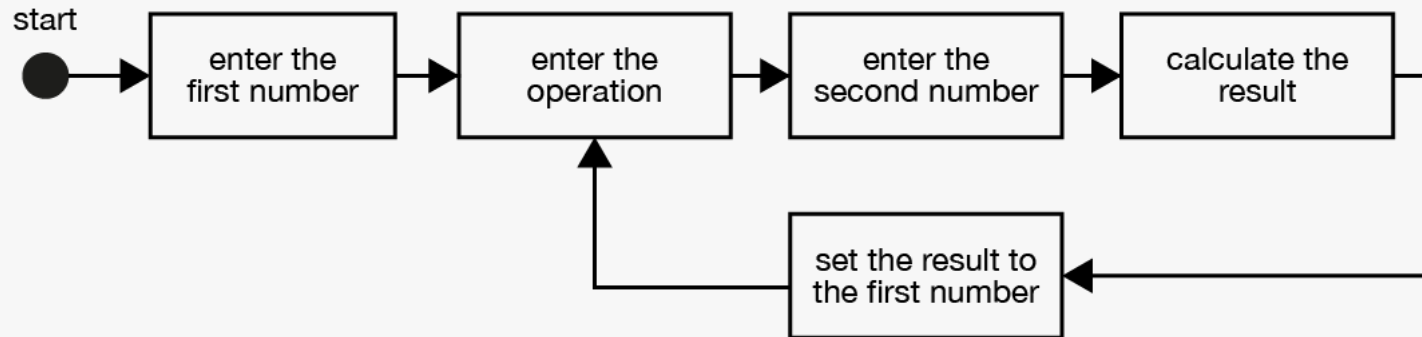 start
enter the
first number
enter the
operation
enter the
second number
calculate the
result
set the result to
the first number